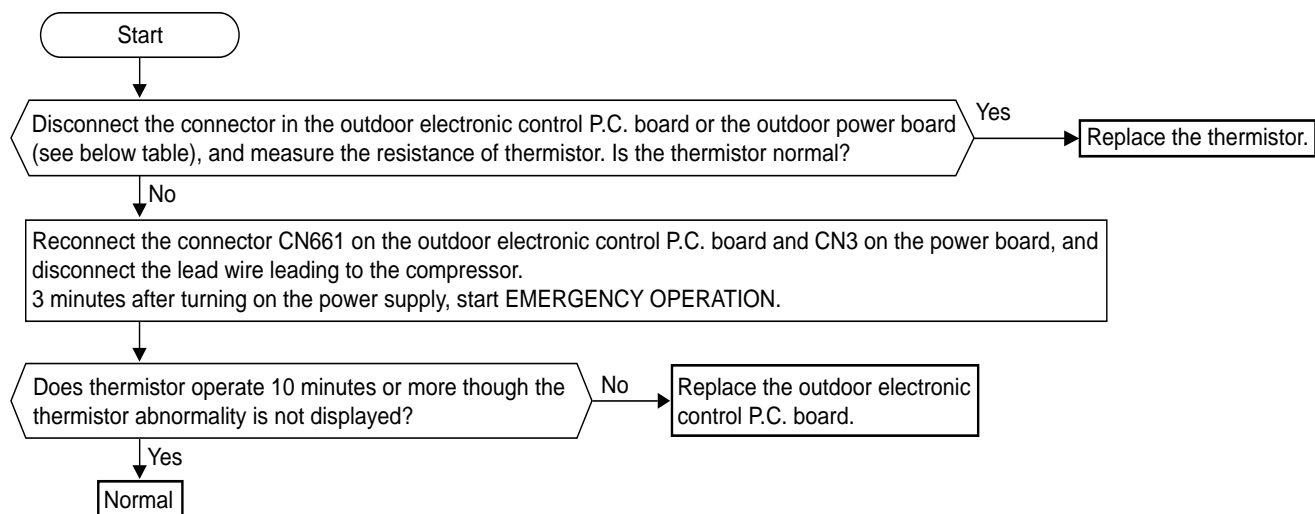 Start
Disconnect the connector in the outdoor electronic control P.C. board or the outdoor power board
(see below table), and measure the resistance of thermistor. Is the thermistor normal?
Yes
Replace the thermistor.
No
Reconnect the connector CN661 on the outdoor electronic control P.C. board and CN3 on the power board, and
disconnect the lead wire leading to the compressor.
3 minutes after turning on the power supply, start EMERGENCY OPERATION.
Does thermistor operate 10 minutes or more though the
thermistor abnormality is not displayed?
No
Replace the outdoor electronic
control P.C. board.
Yes
Normal